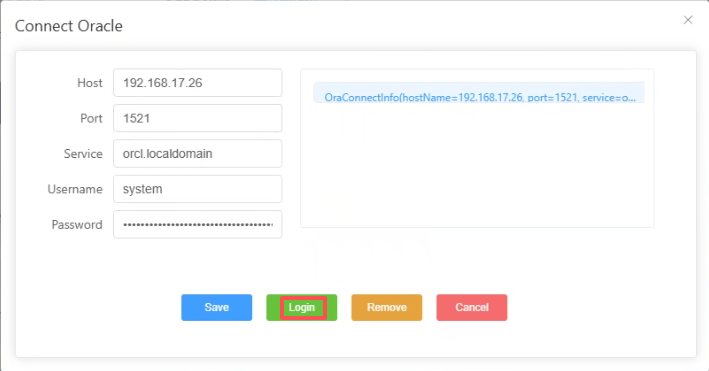 Connect Oracle
Host 192.168.17.26
OraConnectInfo(hostName=192.168.17.26, port=1521, service=o...
Port 1521
Service orcl.localdomain
Username system
Password ••••••••••••••••••••••••••••••••••
Save Login Remove Cancel